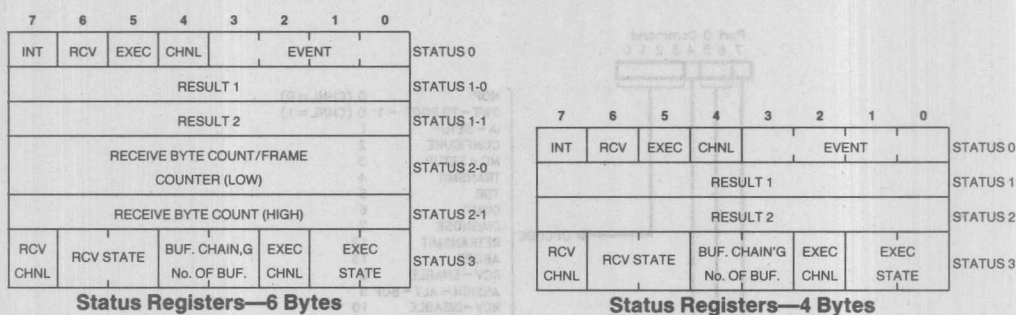 7 6 5 4 3 2 1 0
INT RCV EXEC CHNL EVENT STATUS 0
RESULT 1 STATUS 1-0
RESULT 2 STATUS 1-1
RECEIVE BYTE COUNT/FRAME
COUNTER (LOW) STATUS 2-0
RECEIVE BYTE COUNT (HIGH) STATUS 2-1
RCV CHNL RCV STATE BUF. CHAIN,G No. OF BUF. EXEC CHNL EXEC STATE STATUS 3
Status Registers—6 Bytes
7 6 5 4 3 2 1 0
INT RCV EXEC CHNL EVENT STATUS 0
RESULT 1 STATUS 1
RESULT 2 STATUS 2
RCV CHNL RCV STATE BUF. CHAIN'G No. OF BUF. EXEC CHNL EXEC STATE STATUS 3
Status Registers—4 Bytes